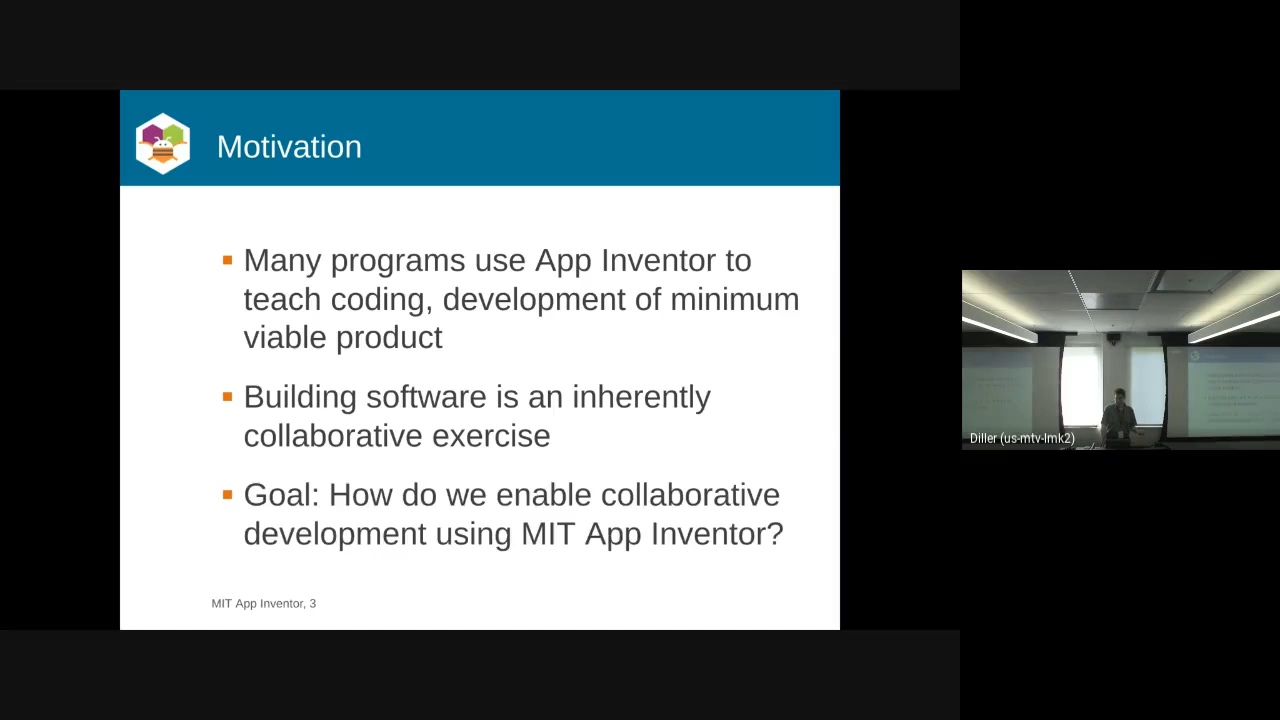 Motivation
▪ Many programs use App Inventor to
teach coding, development of minimum
viable product
▪ Building software is an inherently
collaborative exercise
▪ Goal: How do we enable collaborative
development using MIT App Inventor?
MIT App Inventor, 3
Diller (us-mtv-lmk2)